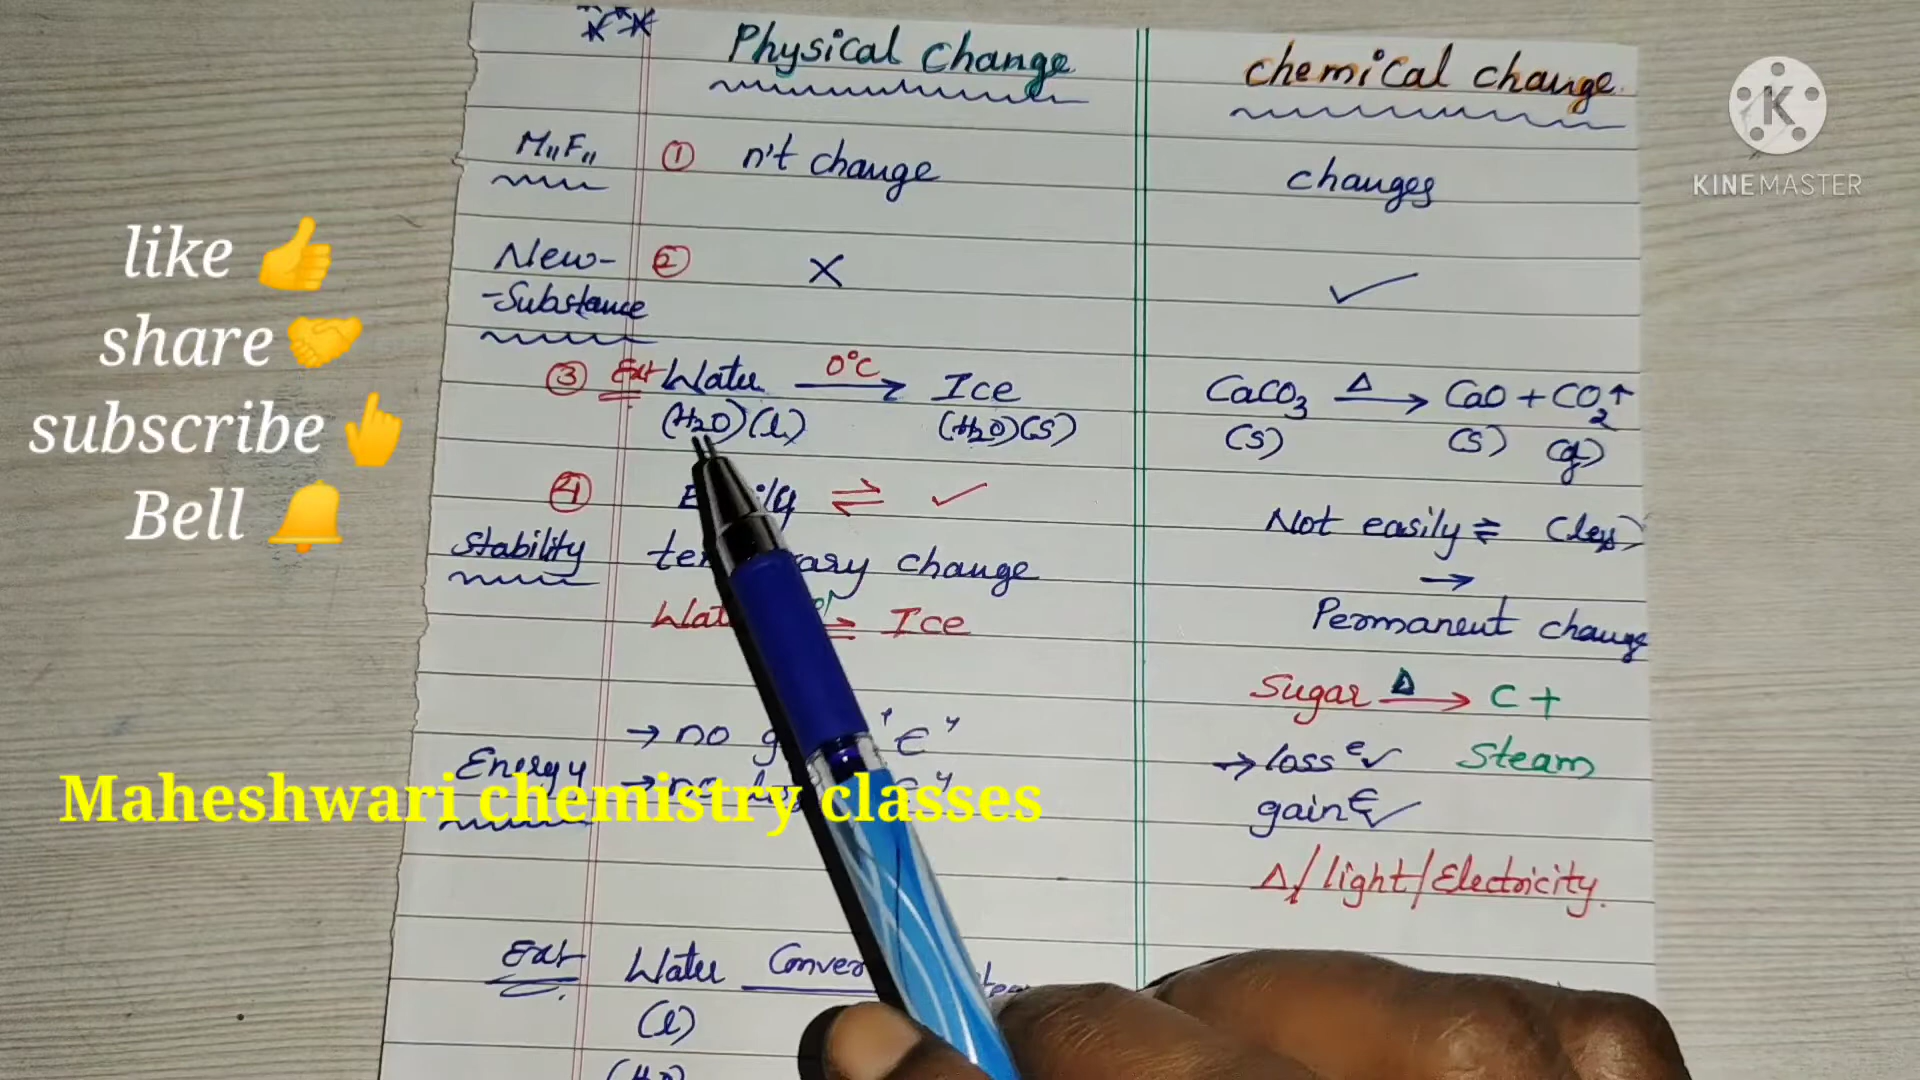 Physical Change chemical change
M,,F,, ① n't change changes
New- ② X ✓
-Substance
③ Ex:- Water 0°C → Ice CaCO3 Δ → CaO + CO2↑
(H2O)(l) (H2O)(s) (s) (s) (g)
④ ⇌ ✓ Not easily ⇌ (less)
→
Stability change
Permanent change
⇌ Ice
Sugar Δ → C +
Steam
→ no "E"
→ loss e ✓
Energy → no
gain E ✓
Δ/light/Electricity.
Ex:- Water
(l)
like 👍
share 🤝
subscribe 👆
Bell 🔔
Maheshwari chemistry classes
K
KINEMASTER